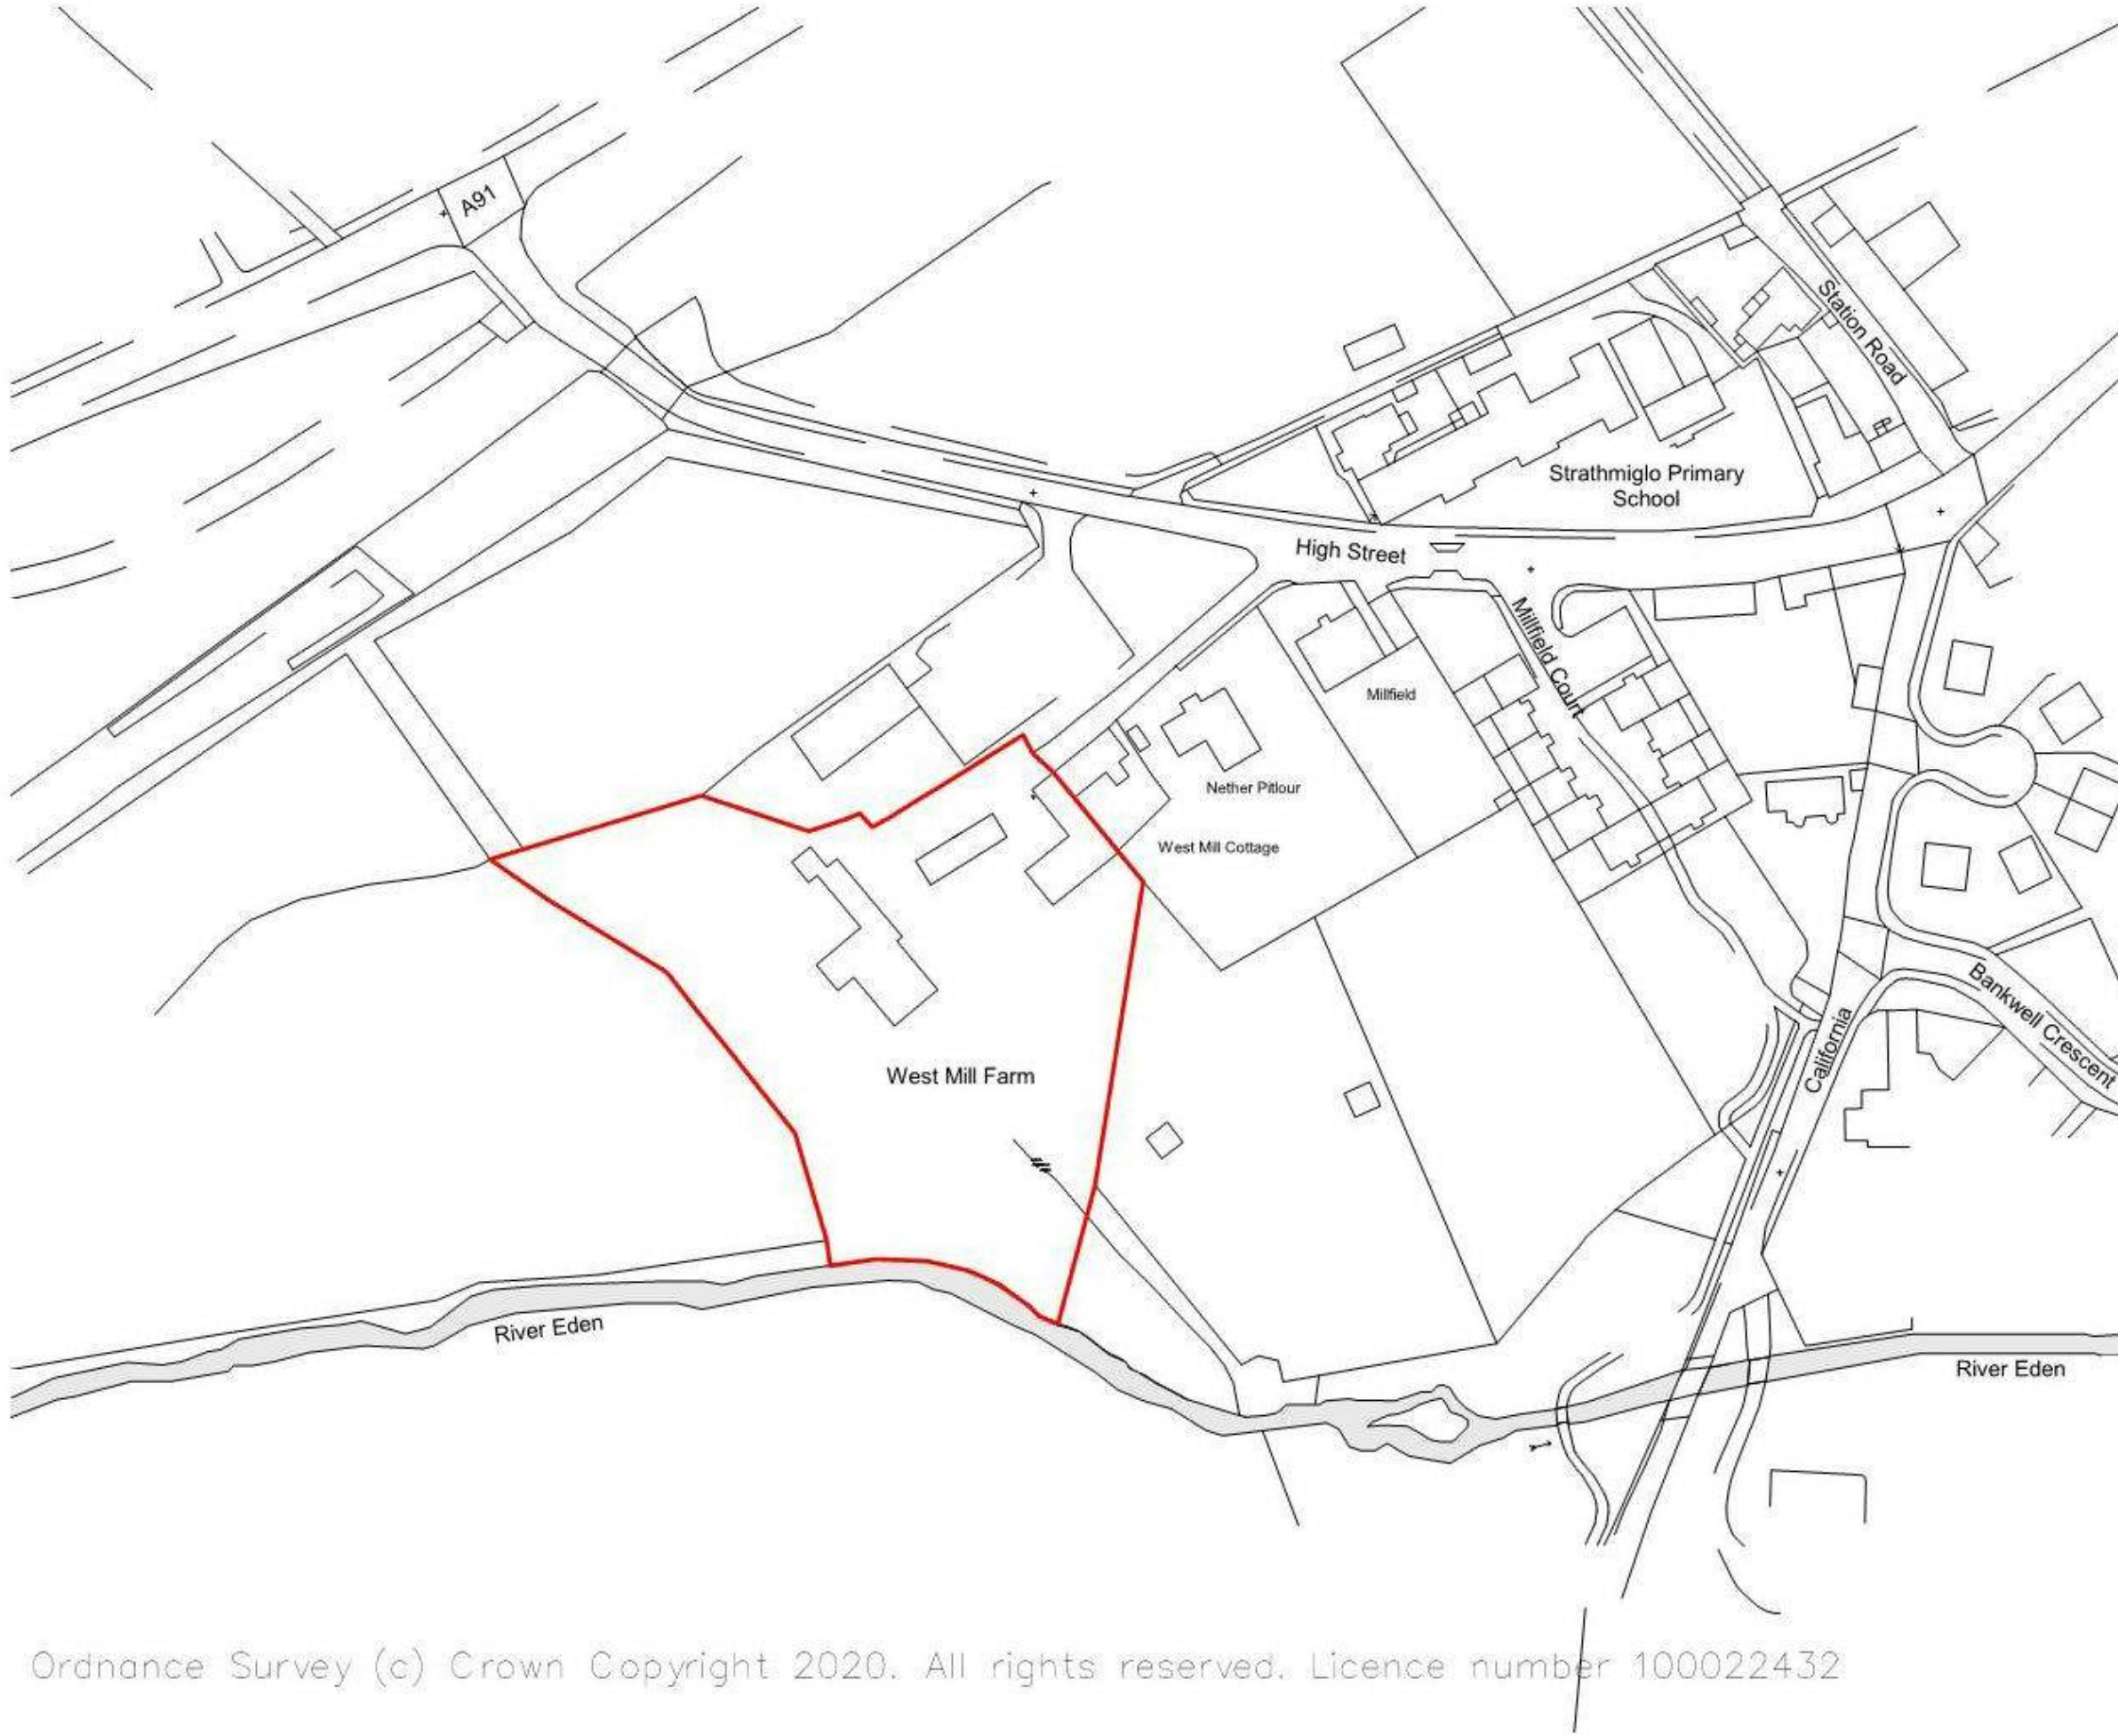 A91
Station Road
Strathmiglo Primary
School
High Street
Millfield Court
Millfield
Nether Pitlour
West Mill Cottage
Bankwell Crescent
California
West Mill Farm
River Eden
River Eden
Ordnance Survey (c) Crown Copyright 2020. All rights reserved. Licence number 100022432